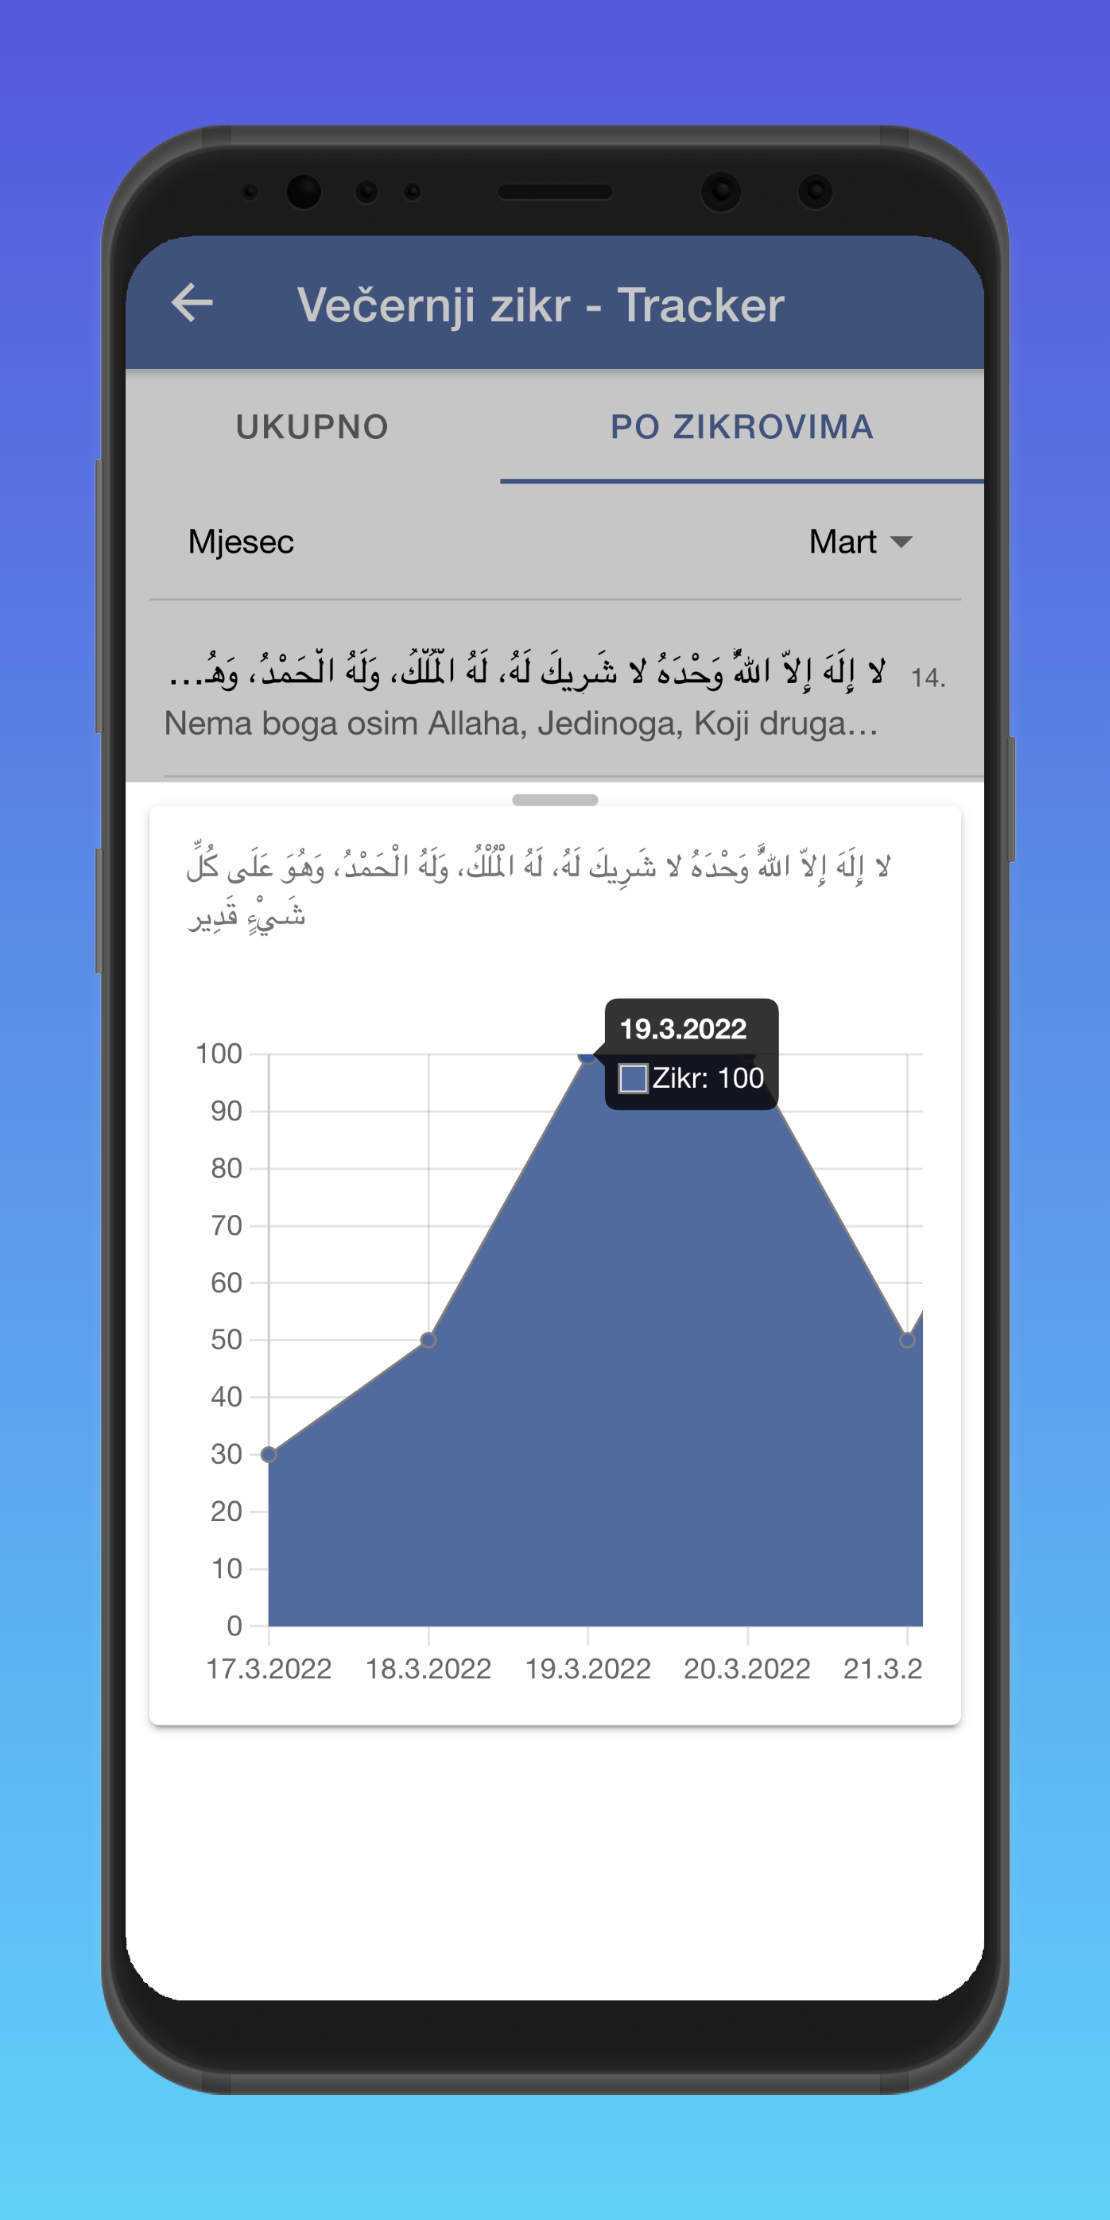 Večernji zikr - Tracker
UKUPNO
PO ZIKROVIMA
Mjesec
Mart
لا إِلَهَ إِلاّ اللهُ وَحْدَهُ لا شَرِيكَ لَهُ، لَهُ الْمُلْكُ، وَلَهُ الْحَمْدُ، وَهُـ...
14.
Nema boga osim Allaha, Jedinoga, Koji druga...
لا إِلَهَ إِلاّ اللهُ وَحْدَهُ لا شَرِيكَ لَهُ، لَهُ الْمُلْكُ، وَلَهُ الْحَمْدُ، وَهُوَ عَلَى كُلِّ
شَيْءٍ قَدِير
19.3.2022
Zikr: 100
100
90
80
70
60
50
40
30
20
10
0
17.3.2022 18.3.2022 19.3.2022 20.3.2022 21.3.2